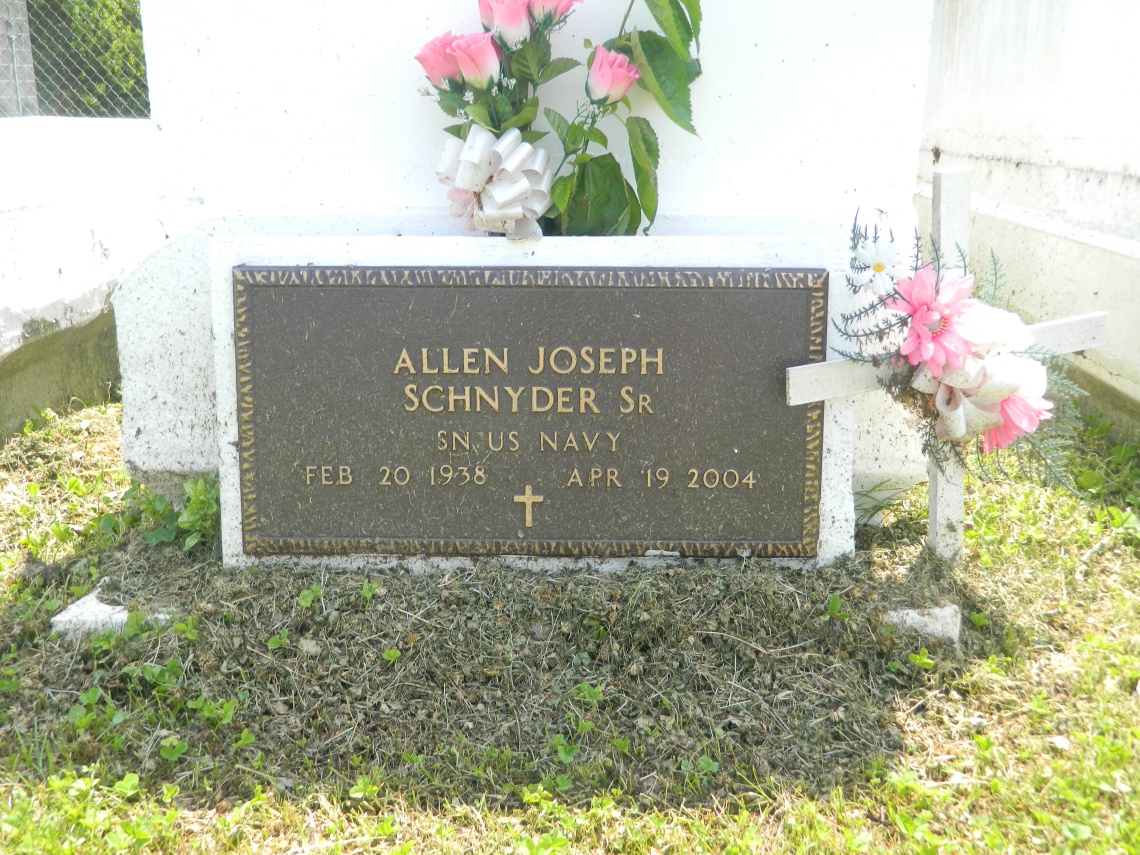 ALLEN JOSEPH
SCHNYDER SR
SN US NAVY
FEB 20 1938 APR 19 2004